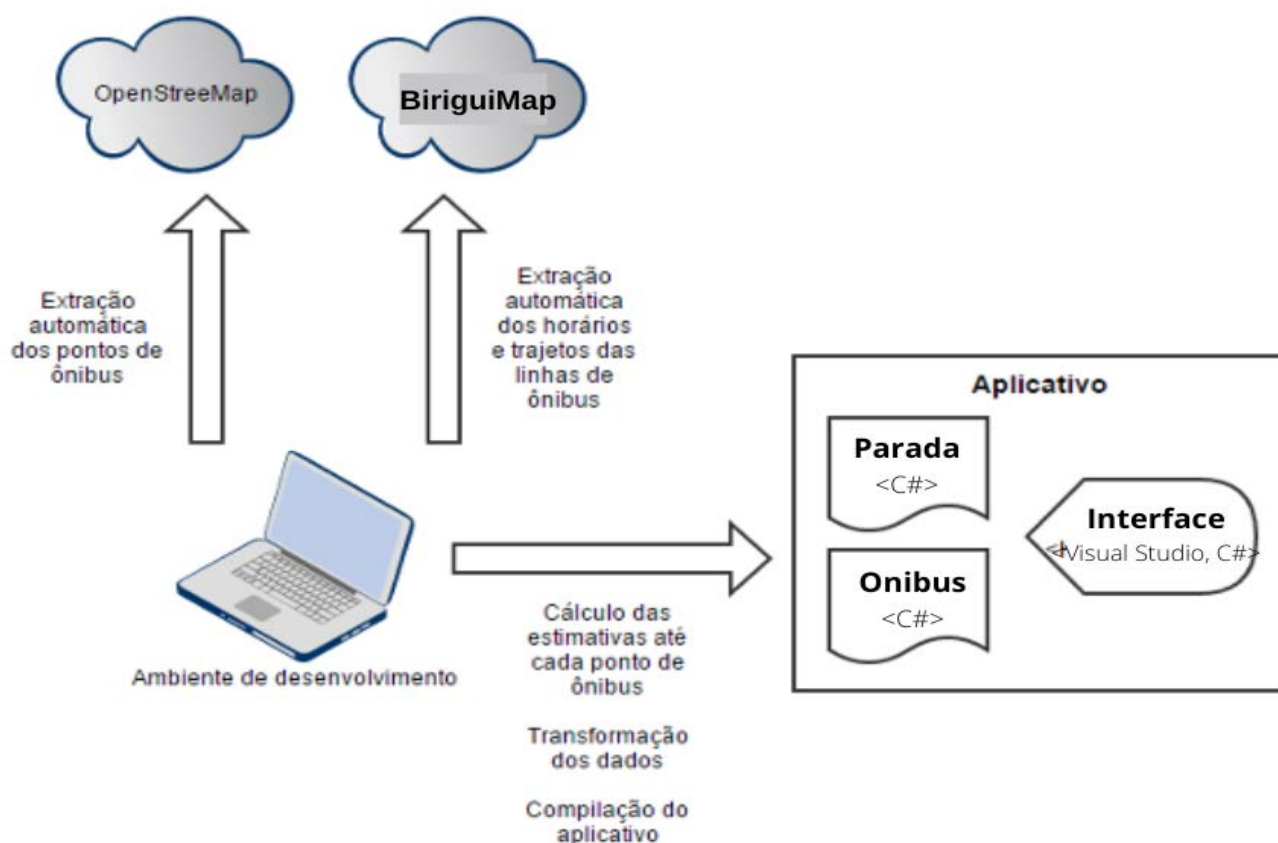 OpenStreeMap
BiriguiMap
Extração
automática
dos pontos de
ônibus
Extração
automática
dos horários
e trajetos das
linhas de
ônibus
Ambiente de desenvolvimento
Cálculo das
estimativas até
cada ponto de
ônibus
Transformação
dos dados
Compilação do
aplicativo
Aplicativo
Parada
<C#>
Onibus
<C#>
Interface
<Visual Studio, C#>